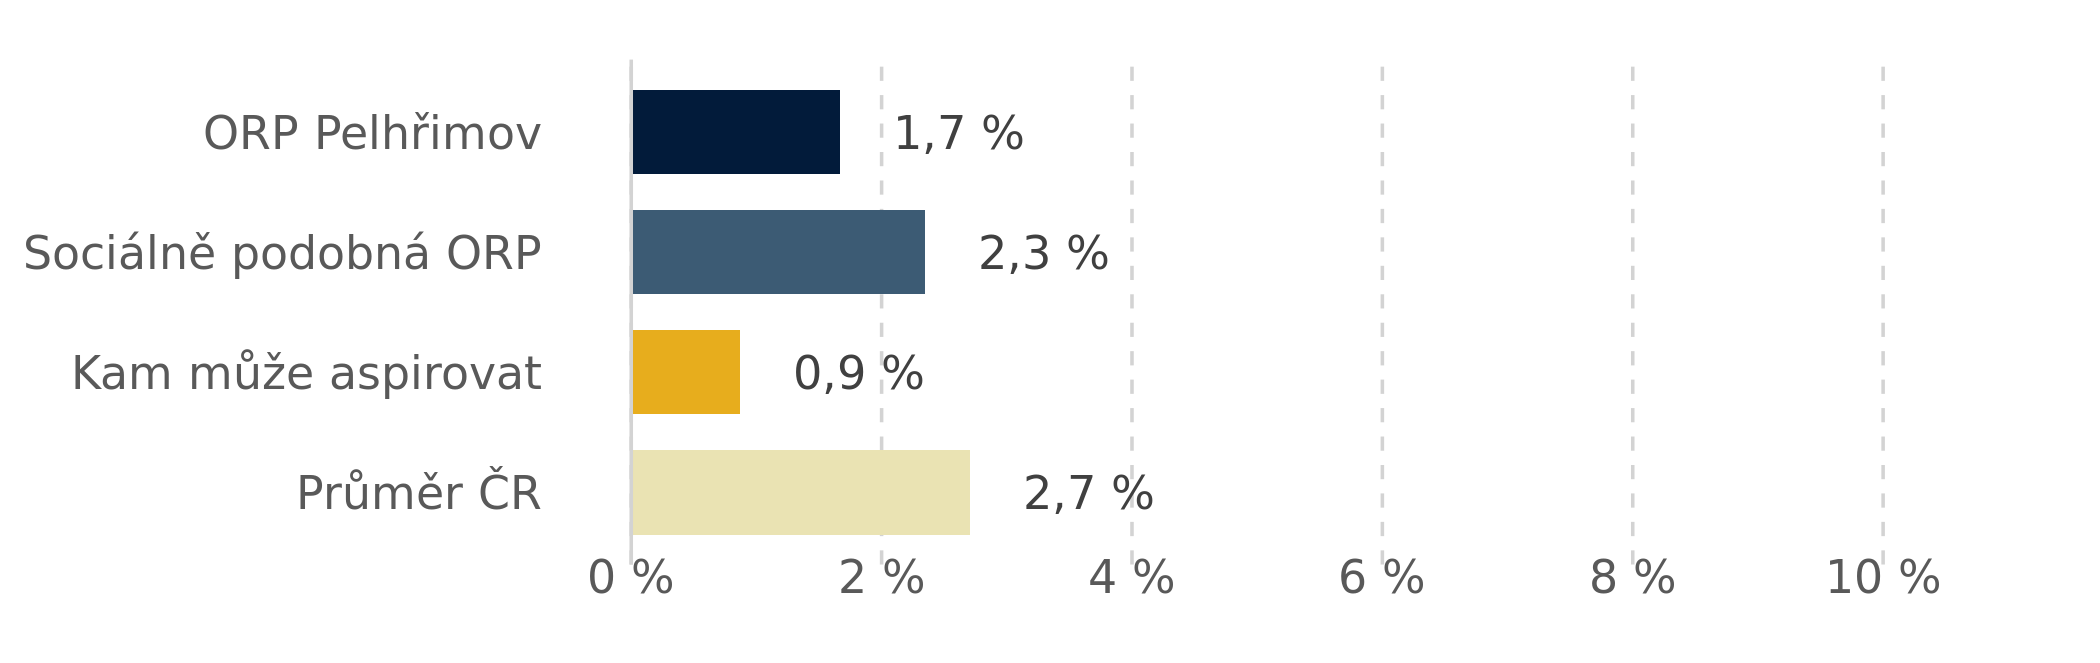 ORP Pelhřimov 1,7 %
Sociálně podobná ORP 2,3 %
Kam může aspirovat 0,9 %
Průměr ČR 2,7 %
0 % 2 % 4 % 6 % 8 % 10 %